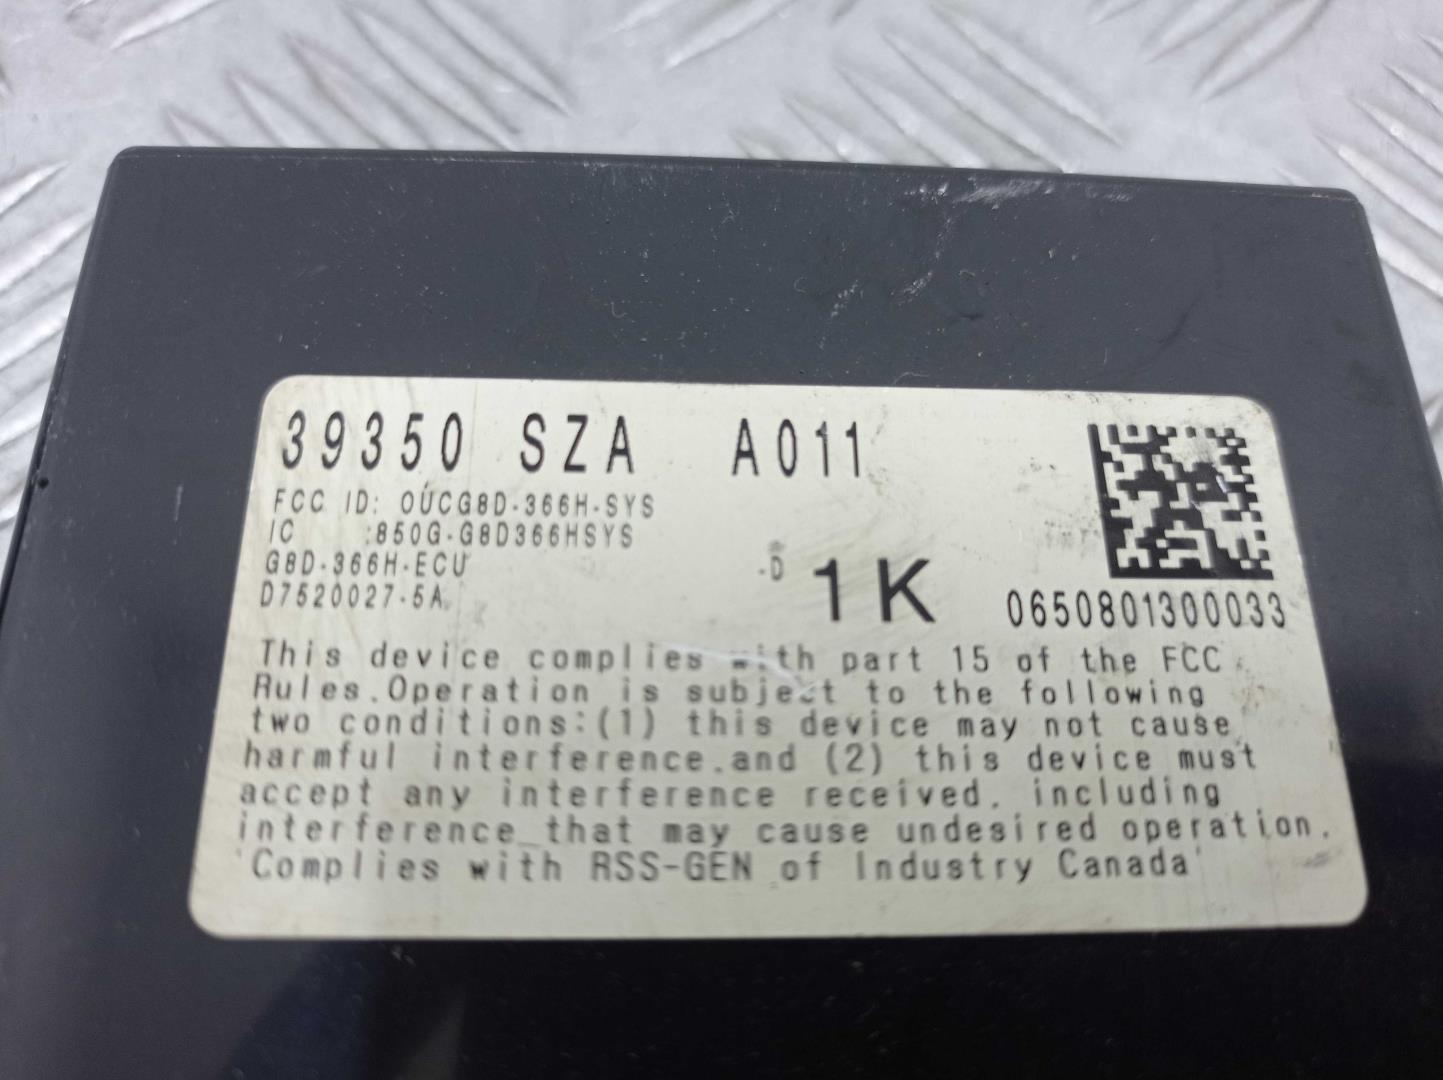 39350 SZA A011
FCC ID: OUCG8D-366H-SYS
IC :850G-G8D366HSYS
G8D-366H-ECU
D7520027-5A
-D 1K 0650801300033
This device complies with part 15 of the FCC
Rules.Operation is subject to the following
two conditions:(1) this device may not cause
harmful interference.and (2) this device must
accept any interference received, including
interference that may cause undesired operation.
'Complies with RSS-GEN of Industry Canada'